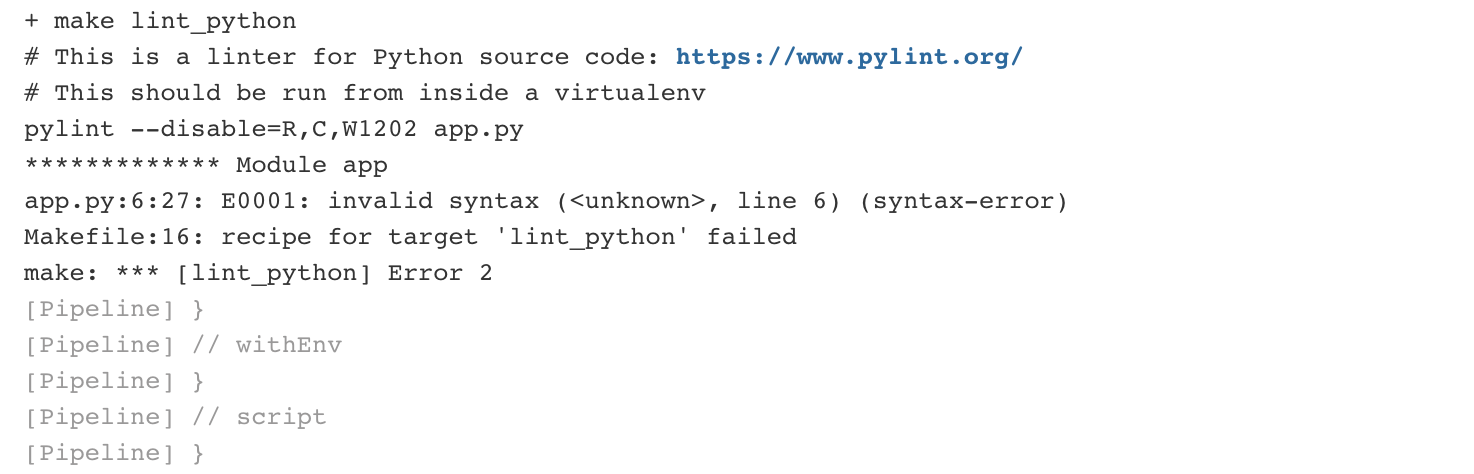 + make lint_python
# This is a linter for Python source code: https://www.pylint.org/
# This should be run from inside a virtualenv
pylint --disable=R,C,W1202 app.py
************* Module app
app.py:6:27: E0001: invalid syntax (<unknown>, line 6) (syntax-error)
Makefile:16: recipe for target 'lint_python' failed
make: *** [lint_python] Error 2
[Pipeline] }
[Pipeline] // withEnv
[Pipeline] }
[Pipeline] // script
[Pipeline] }